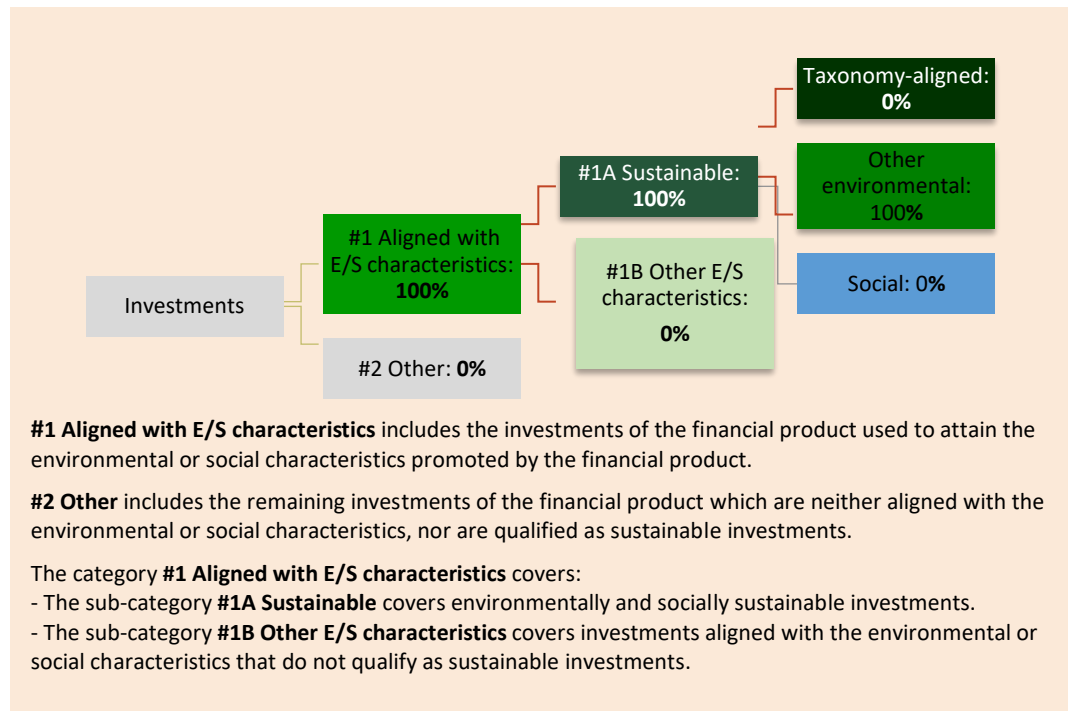 Taxonomy-aligned:
0%
#1A Sustainable:
100%
Other
environmental:
100%
#1 Aligned with
E/S characteristics:
100%
#1B Other E/S
characteristics:
0%
Investments
Social: 0%
#2 Other: 0%
#1 Aligned with E/S characteristics includes the investments of the financial product used to attain the
environmental or social characteristics promoted by the financial product.
#2 Other includes the remaining investments of the financial product which are neither aligned with the
environmental or social characteristics, nor are qualified as sustainable investments.
The category #1 Aligned with E/S characteristics covers:
- The sub-category #1A Sustainable covers environmentally and socially sustainable investments.
- The sub-category #1B Other E/S characteristics covers investments aligned with the environmental or
social characteristics that do not qualify as sustainable investments.